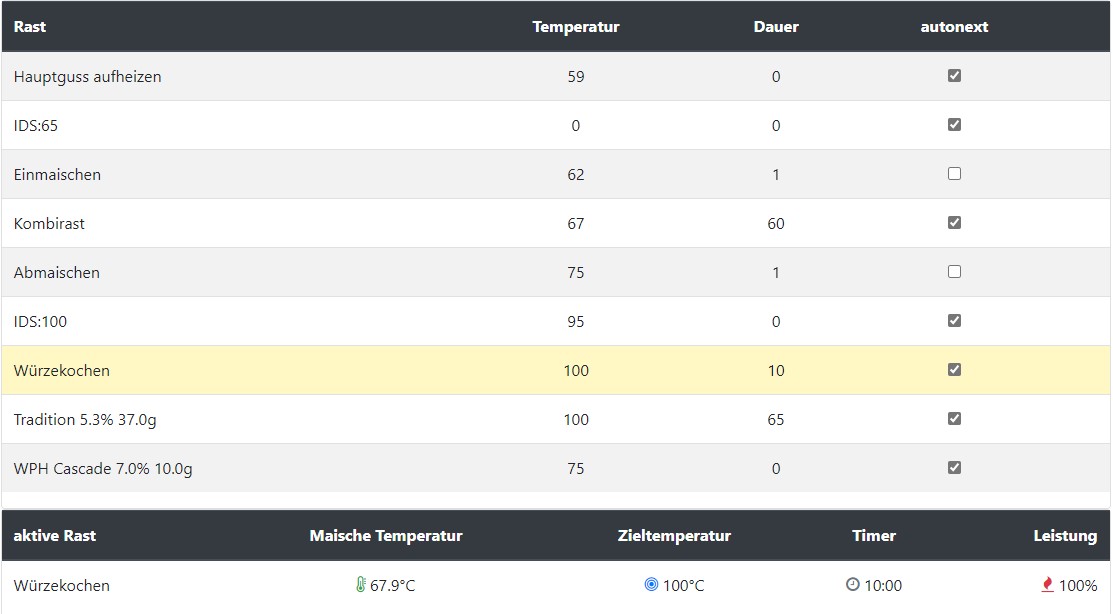 Rast Temperatur Dauer autonext
Hauptguss aufheizen 59 0
IDS:65 0 0
Einmaischen 62 1
Kombirast 67 60
Abmaischen 75 1
IDS:100 95 0
Würzekochen 100 10
Tradition 5.3% 37.0g 100 65
WPH Cascade 7.0% 10.0g 75 0
aktive Rast Maische Temperatur Zieltemperatur Timer Leistung
Würzekochen 67.9°C 100°C 10:00 100%